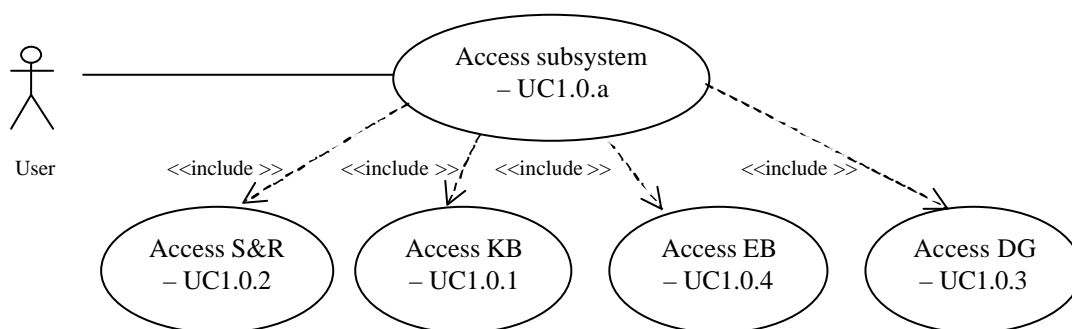 Access subsystem
– UC1.0.a
User
<<include >>
<<include >>
<<include >>
<<include >>
Access S&R
– UC1.0.2
Access KB
– UC1.0.1
Access EB
– UC1.0.4
Access DG
– UC1.0.3